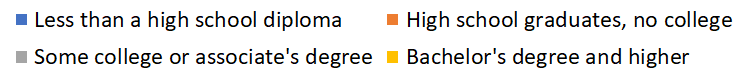 Less than a high school diploma High school graduates, no college
Some college or associate's degree Bachelor's degree and higher